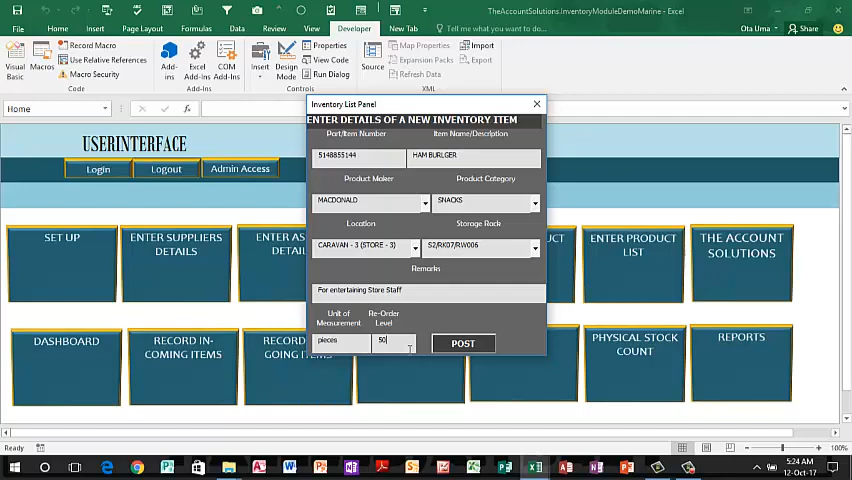 TheAccountSolutions.InventoryModuleDemoMarine - Excel
File Home Insert Page Layout Formulas Data Review View Developer New Tab Tell me what you want to do... Ota Uma Share
Visual Basic
Macros
Record Macro
Use Relative References
Macro Security
Code
Add-ins
Excel Add-Ins
COM Add-Ins
Add-Ins
Insert
Design Mode
Properties
View Code
Run Dialog
Controls
Source
Map Properties
Expansion Packs
Refresh Data
Import
Export
XML
Home
fx
USERINTERFACE
Login Logout Admin Access
Inventory List Panel
ENTER DETAILS OF A NEW INVENTORY ITEM
Part/Item Number Item Name/Description
5148855144 HAM BURLGER
Product Maker Product Category
MACDONALD SNACKS
Location Storage Rack
CARAVAN - 3 (STORE - 3) S2/RK07/RW006
Remarks
For entertaining Store Staff
Unit of Measurement
Re-Order Level
pieces 50
POST
SET UP
ENTER SUPPLIERS DETAILS
ENTER PRODUCT LIST
THE ACCOUNT SOLUTIONS
DASHBOARD
RECORD IN-COMING ITEMS
PHYSICAL STOCK COUNT
REPORTS
Ready
100%
5:24 AM
12-Oct-17